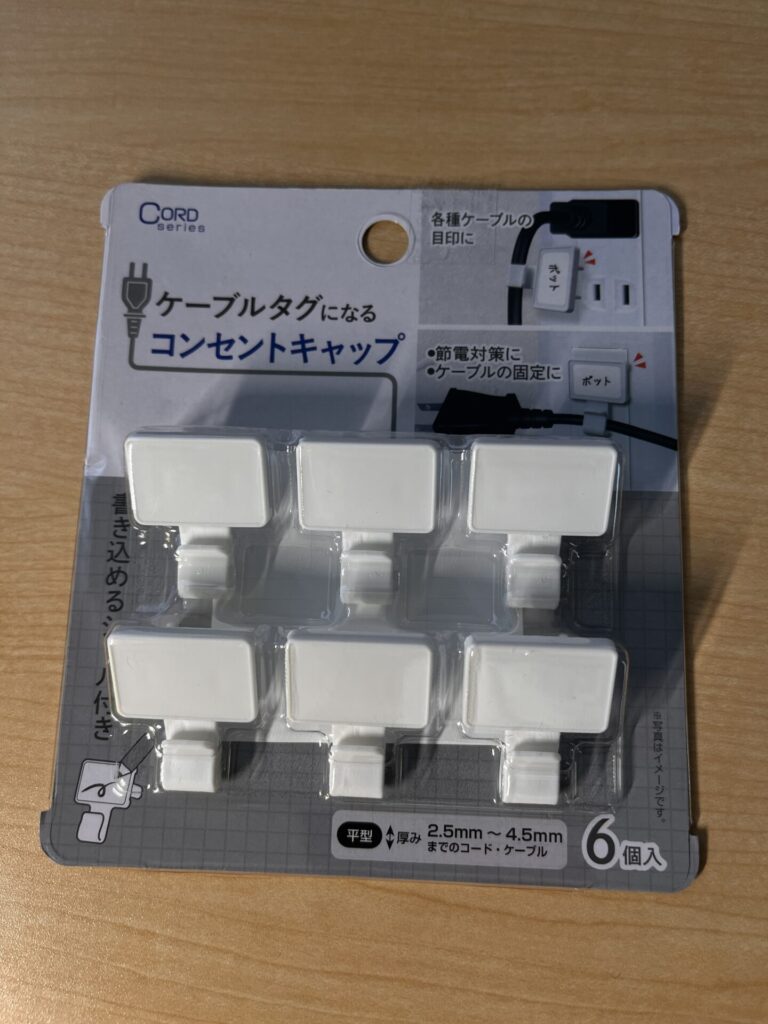 CORD
series
ケーブルタグになる
コンセントキャップ
各種ケーブルの
目印に
ポット
•節電対策に
•ケーブルの固定に
ポット
書き込める
付き
※写真はイメージです。
平型 厚み 2.5mm ～ 4.5mm
までのコード・ケーブル
6個入